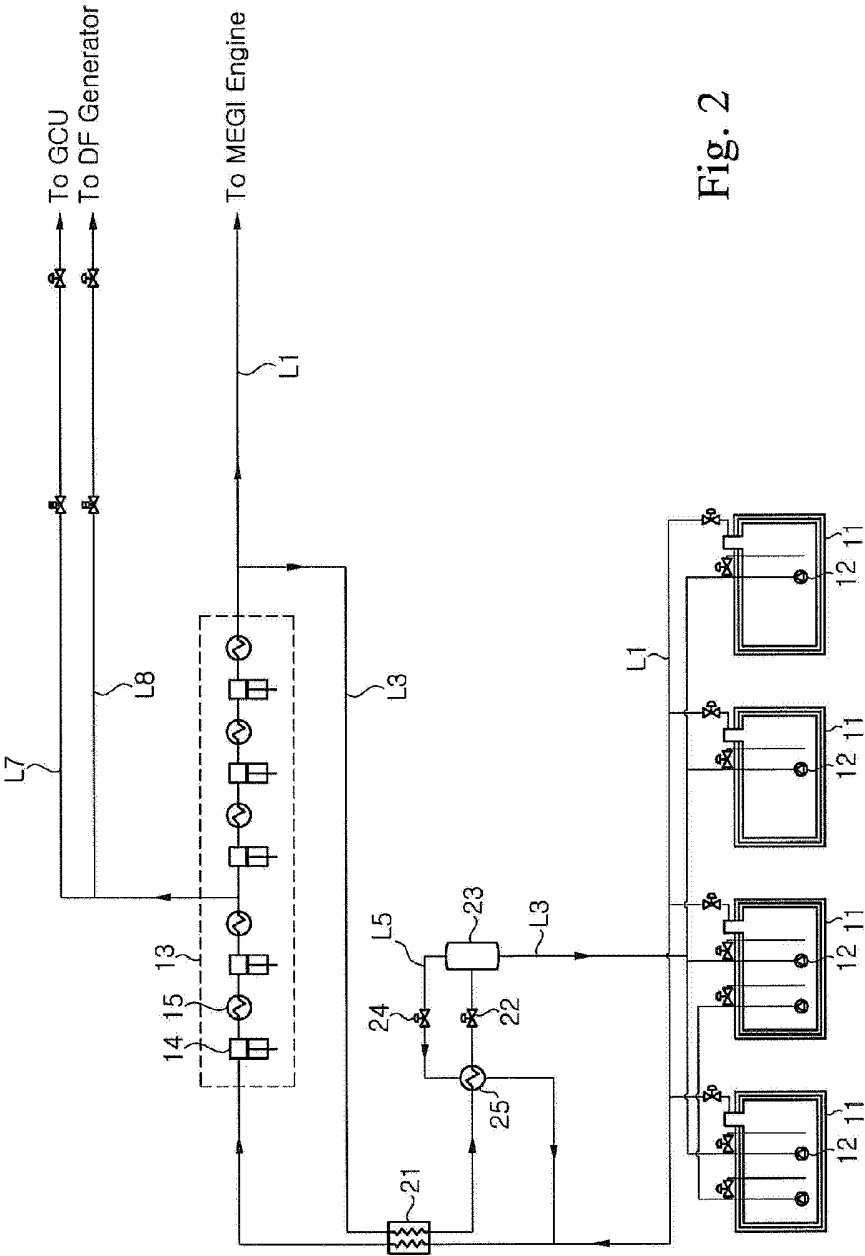 To GCU
To DF Generator
To MEGI Engine
Fig. 2
L1
L8
L7
L3
L1
13
15
14
L5
23
L3
24
22
25
21
11
12
11
12
11
12
11
12